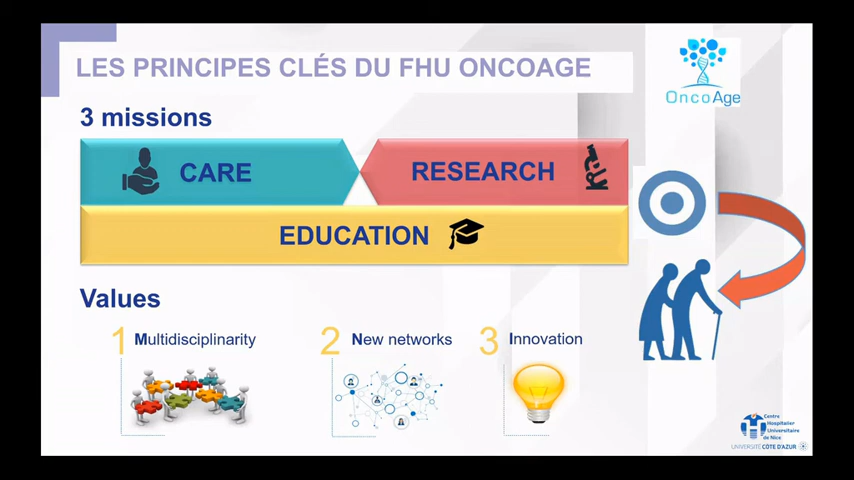 LES PRINCIPES CLÉS DU FHU ONCOAGE
OncoAge
3 missions
CARE
RESEARCH
EDUCATION
Values
1 Multidisciplinarity
2 New networks
3 Innovation
Centre
Hospitalier
Universitaire
de Nice
UNIVERSITÉ CÔTE D'AZUR